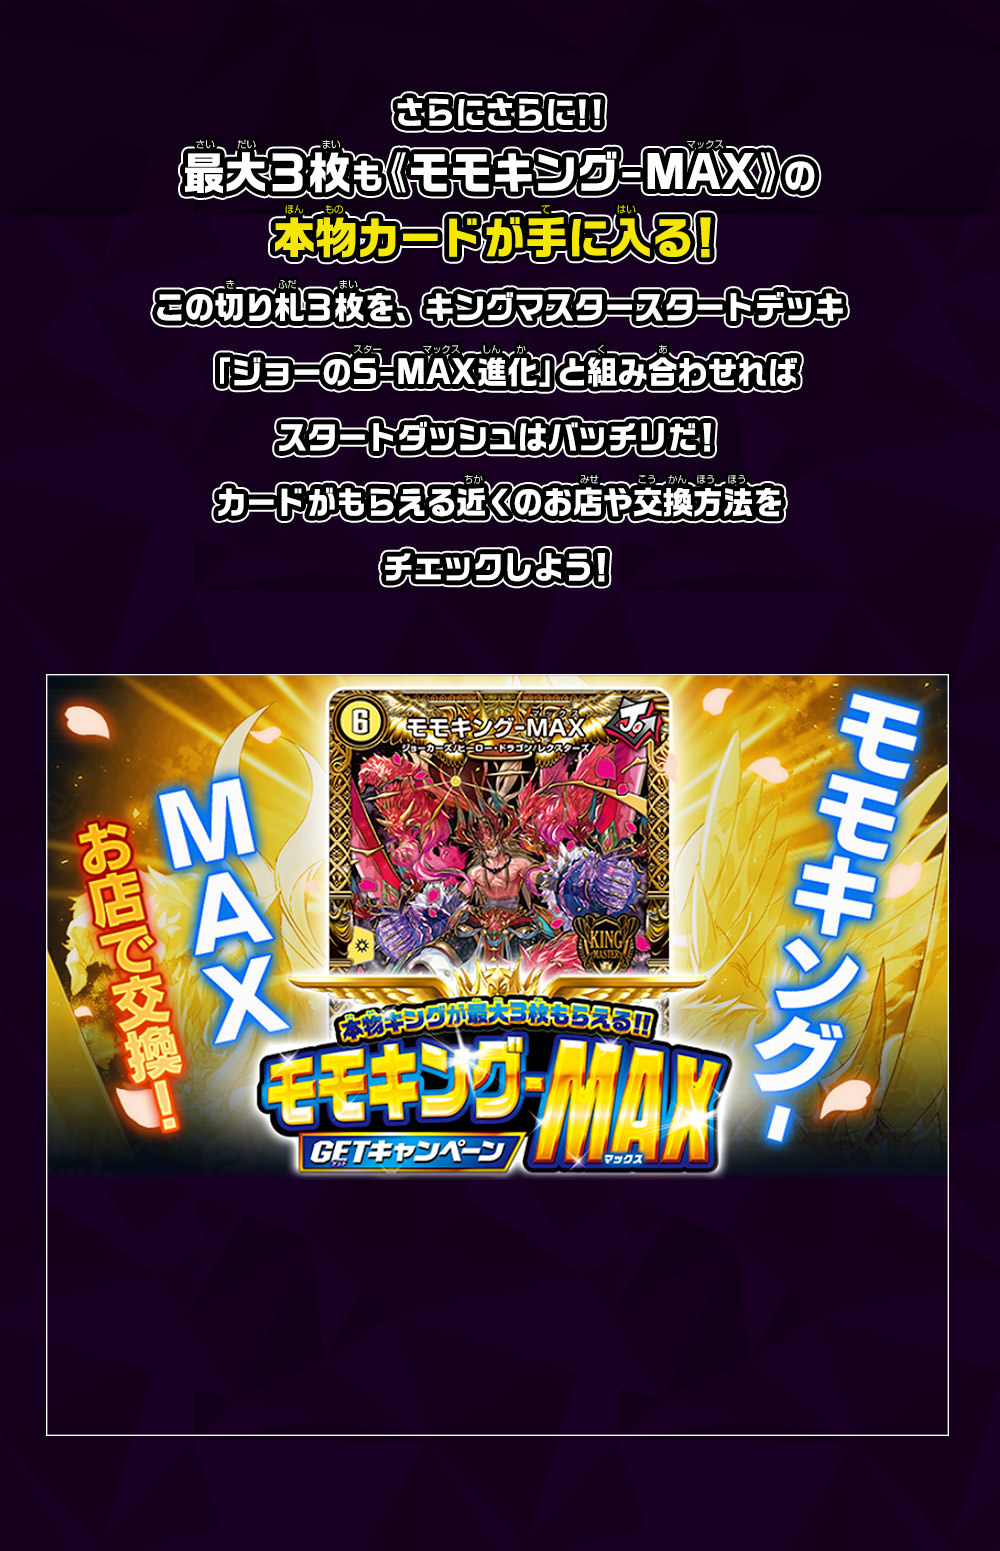 さらにさらに!!
最大3枚も《モモキング-MAX》の
本物カードが手に入る!
この切り札3枚を、キングマスタースタートデッキ
「ジョーのS-MAX進化」と組み合わせれば
スタートダッシュはバッチリだ!
カードがもらえる近くのお店や交換方法を
チェックしよう!
モモキング-
MAX
お店で交換!
6
モモキング-MAX
ジョーカーズ/ヒーロー・ドラゴン/レクスターズ
KING
MASTER
本物キングが最大3枚もらえる!!
モモキング-MAX
GETキャンペーン